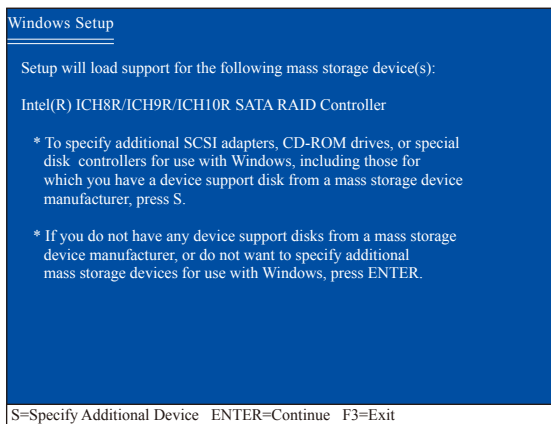 Windows Setup
Setup will load support for the following mass storage device(s):
Intel(R) ICH8R/ICH9R/ICH10R SATA RAID Controller
* To specify additional SCSI adapters, CD-ROM drives, or special
disk controllers for use with Windows, including those for
which you have a device support disk from a mass storage device
manufacturer, press S.
* If you do not have any device support disks from a mass storage
device manufacturer, or do not want to specify additional
mass storage devices for use with Windows, press ENTER.
S=Specify Additional Device ENTER=Continue F3=Exit